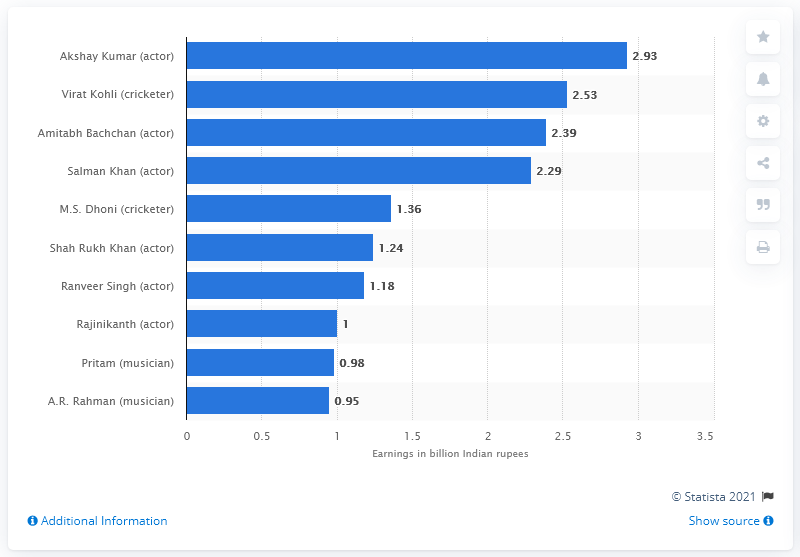 Akshay Kumar (actor) 2.93
Virat Kohli (cricketer) 2.53
Amitabh Bachchan (actor) 2.39
Salman Khan (actor) 2.29
M.S. Dhoni (cricketer) 1.36
Shah Rukh Khan (actor) 1.24
Ranveer Singh (actor) 1.18
Rajinikanth (actor) 1
Pritam (musician) 0.98
A.R. Rahman (musician) 0.95
0 0.5 1 1.5 2 2.5 3 3.5
Earnings in billion Indian rupees
© Statista 2021
Additional Information Show source